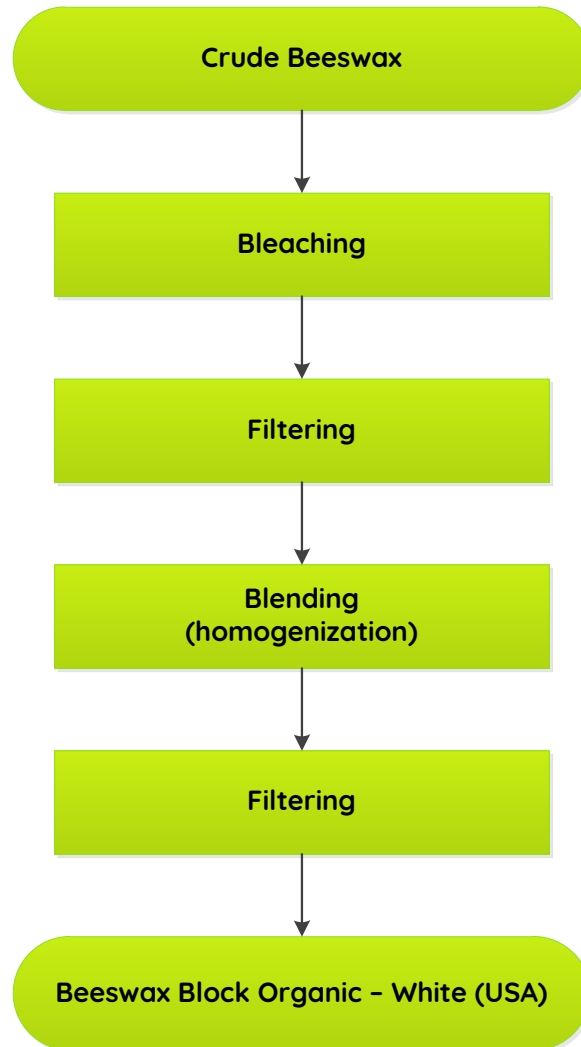 Crude Beeswax
Bleaching
Filtering
Blending
(homogenization)
Filtering
Beeswax Block Organic – White (USA)